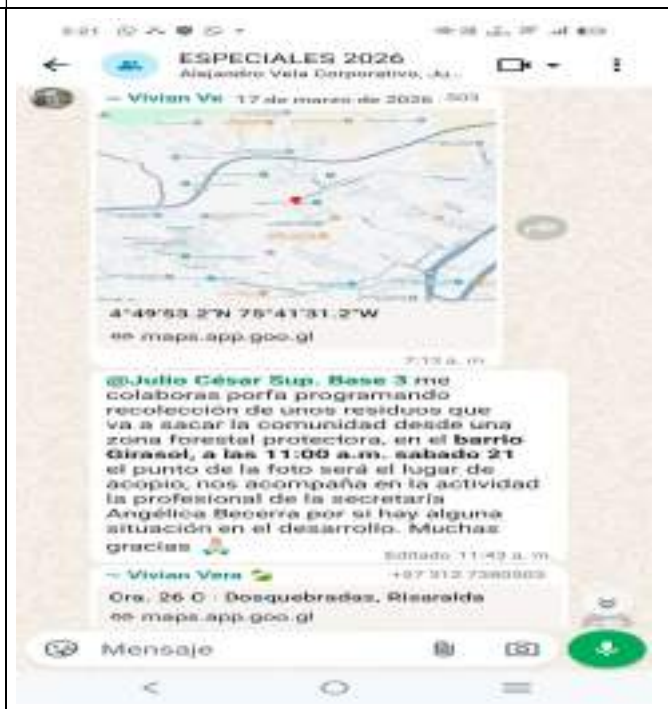 ESPECIALES 2026
Alejandro Vela Corporativo, Ju...
~ Vivian Ve 17 de marzo de 2026 503
4°49'53.2"N 75°41'31.2"W
maps.app.goo.gl
7:13 a. m.
@Julio César Sup. Base 3 me
colaboras porfa programando
recolección de unos residuos que
va a sacar la comunidad desde una
zona forestal protectora, en el barrio
Girasol, a las 11:00 a.m. sabado 21
el punto de la foto será el lugar de
acopio, nos acompaña en la actividad
la profesional de la secretaría
Angélica Becerra por si hay alguna
situación en el desarrollo. Muchas
gracias 🙏🏼
Editado 11:43 a. m.
~ Vivian Vera
Cra. 26 C · Dosquebradas, Risaralda
maps.app.goo.gl
Mensaje